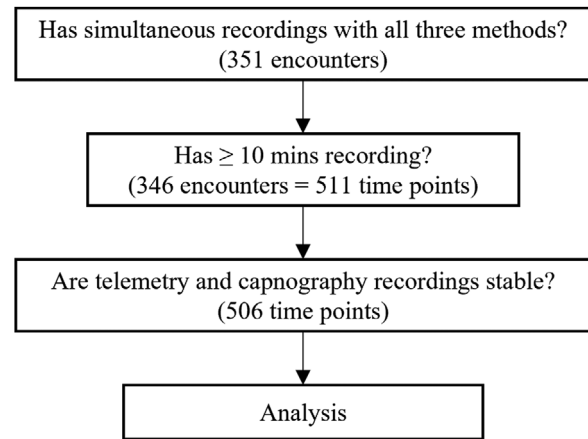 Has simultaneous recordings with all three methods?
(351 encounters)
Has ≥ 10 mins recording?
(346 encounters = 511 time points)
Are telemetry and capnography recordings stable?
(506 time points)
Analysis